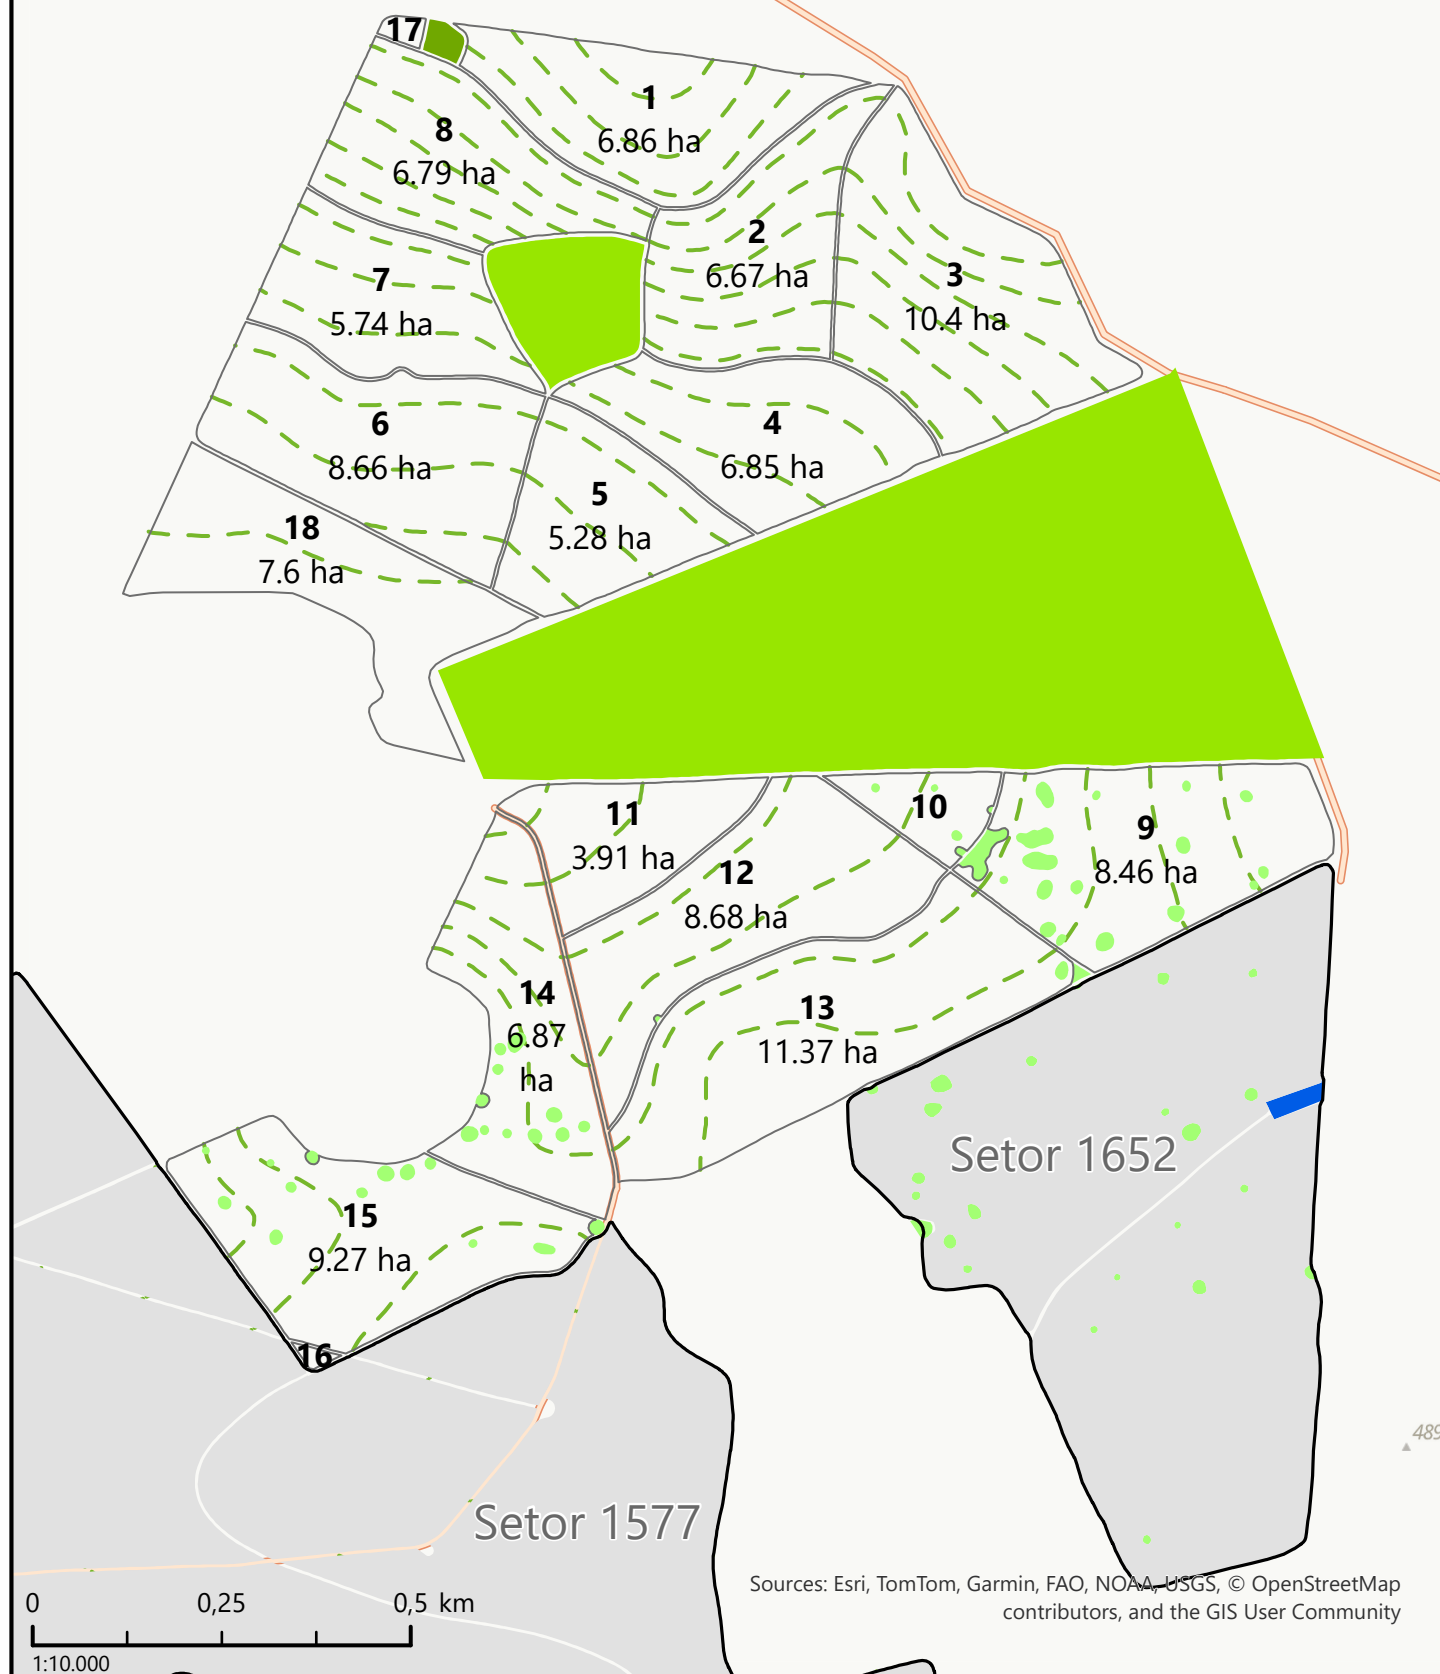 17
1
6.86 ha
8
6.79 ha
2
6.67 ha
3
10.4 ha
7
5.74 ha
6
8.66 ha
4
6.85 ha
5
5.28 ha
18
7.6 ha
11
3.91 ha
10
9
8.46 ha
12
8.68 ha
14
6.87
ha
13
11.37 ha
15
9.27 ha
16
Setor 1652
Setor 1577
489
0 0,25 0,5 km
1:10.000
Sources: Esri, TomTom, Garmin, FAO, NOAA, USGS, © OpenStreetMap
contributors, and the GIS User Community